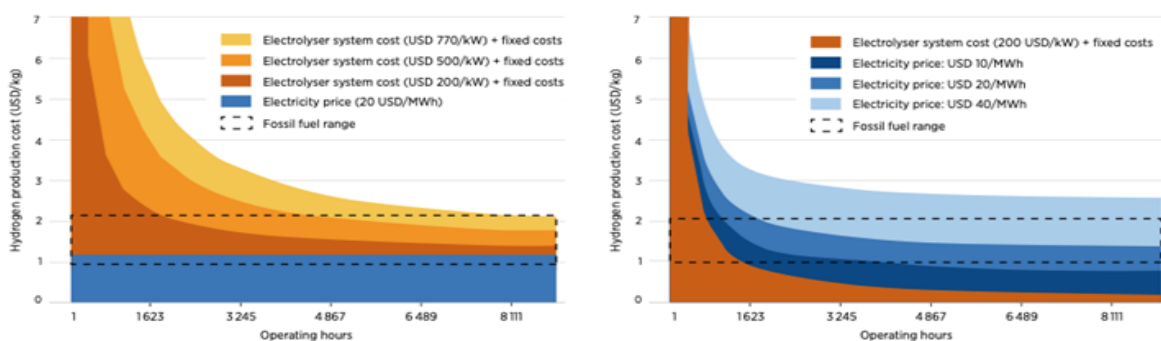 7
6
5
4
3
2
1
0
Hydrogen production cost (USD/kg)
Electrolyser system cost (USD 770/kW) + fixed costs
Electrolyser system cost (USD 500/kW) + fixed costs
Electrolyser system cost (USD 200/kW) + fixed costs
Electricity price (20 USD/MWh)
Fossil fuel range
1
1 623
3 245
4 867
6 489
8 111
Operating hours
7
6
5
4
3
2
1
0
Hydrogen production cost (USD/kg)
Electrolyser system cost (200 USD/kW) + fixed costs
Electricity price: USD 10/MWh
Electricity price: USD 20/MWh
Electricity price: USD 40/MWh
Fossil fuel range
1
1 623
3 245
4 867
6 489
8 111
Operating hours